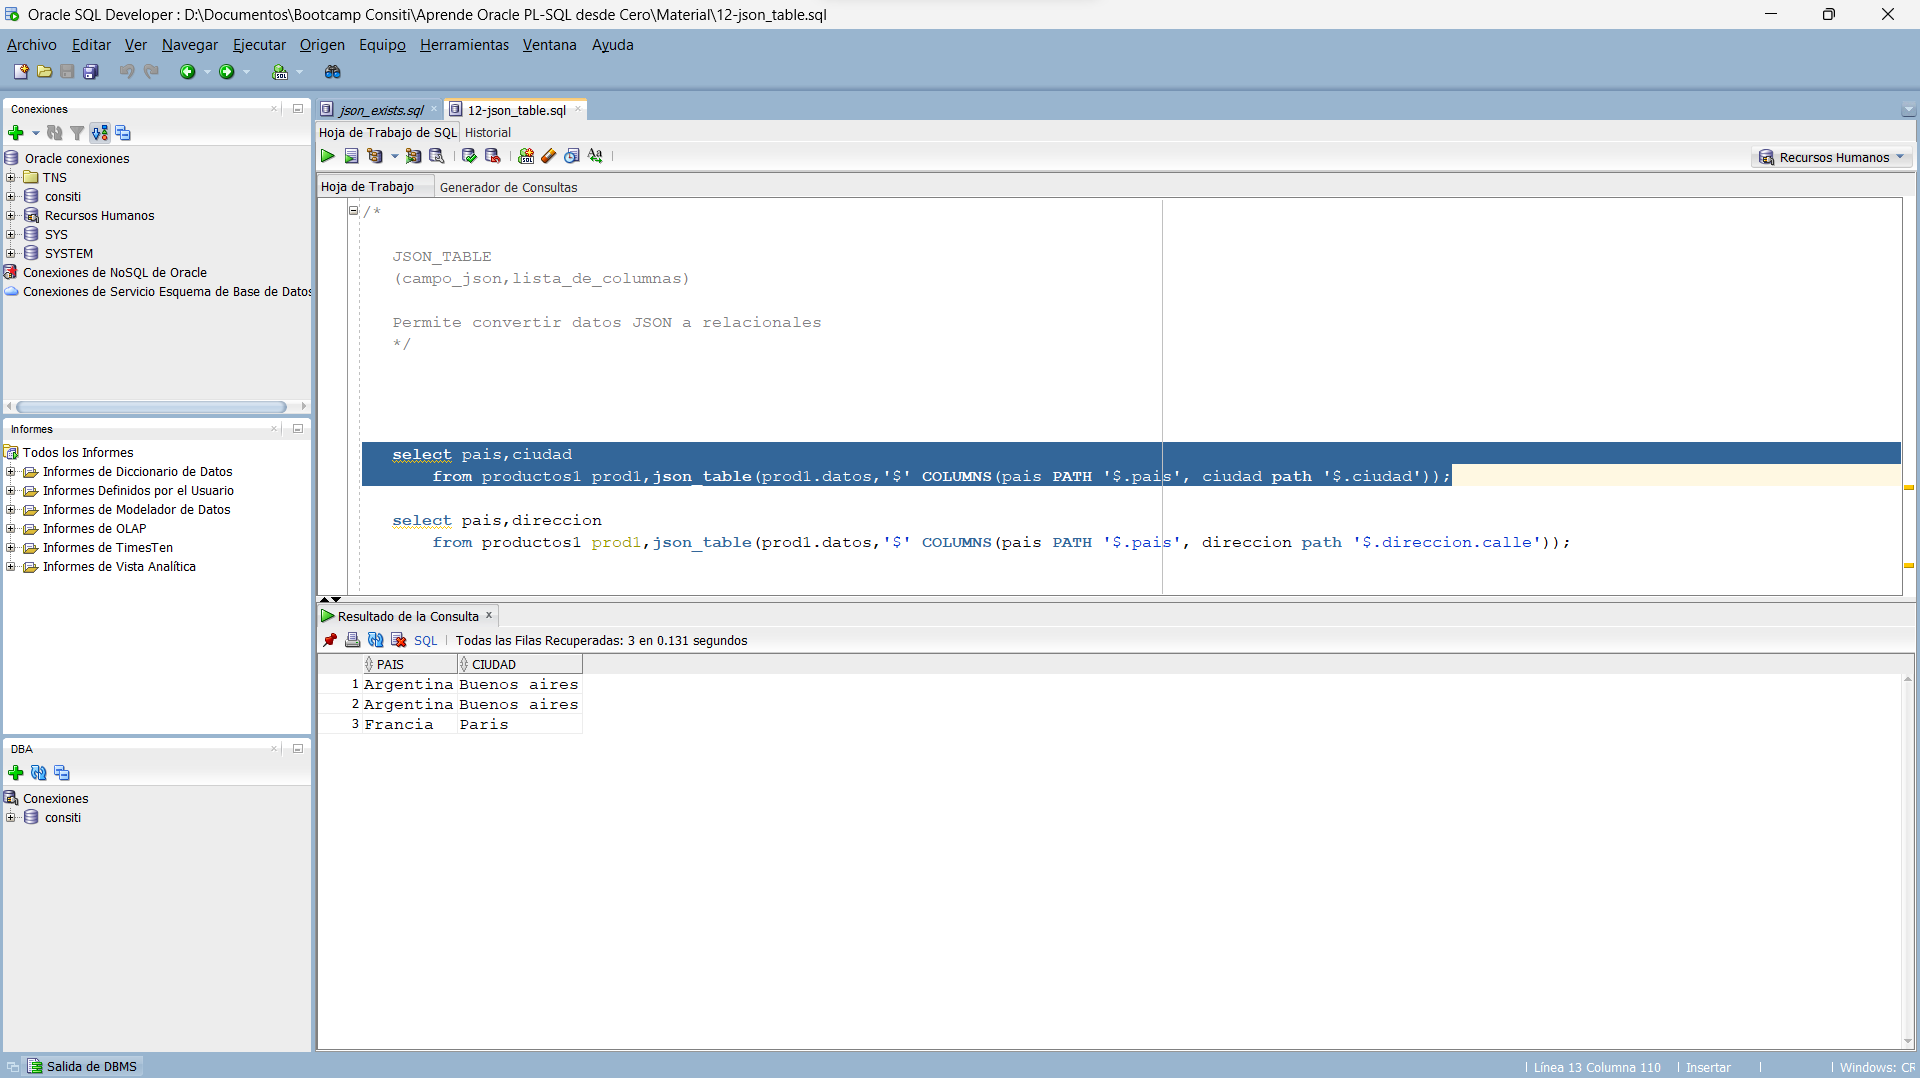 Oracle SQL Developer : D:\Documentos\Bootcamp Consiti\Aprende Oracle PL-SQL desde Cero\Material\12-json_table.sql
Archivo Editar Ver Navegar Ejecutar Origen Equipo Herramientas Ventana Ayuda
Conexiones
Oracle conexiones
TNS
consiti
Recursos Humanos
SYS
SYSTEM
Conexiones de NoSQL de Oracle
Conexiones de Servicio Esquema de Base de Datos
Informes
Todos los Informes
Informes de Diccionario de Datos
Informes Definidos por el Usuario
Informes de Modelador de Datos
Informes de OLAP
Informes de TimesTen
Informes de Vista Analítica
DBA
Conexiones
consiti
json_exists.sql 12-json_table.sql
Hoja de Trabajo de SQL Historial
Recursos Humanos
Hoja de Trabajo Generador de Consultas
/*
JSON_TABLE
(campo_json,lista_de_columnas)
Permite convertir datos JSON a relacionales
*/
select pais,ciudad
from productos1 prod1,json_table(prod1.datos,'$' COLUMNS(pais PATH '$.pais', ciudad path '$.ciudad'));
select pais,direccion
from productos1 prod1,json_table(prod1.datos,'$' COLUMNS(pais PATH '$.pais', direccion path '$.direccion.calle'));
Resultado de la Consulta
SQL Todas las Filas Recuperadas: 3 en 0.131 segundos
PAIS CIUDAD
1 Argentina Buenos aires
2 Argentina Buenos aires
3 Francia Paris
Salida de DBMS
Línea 13 Columna 110 Insertar Windows: CR